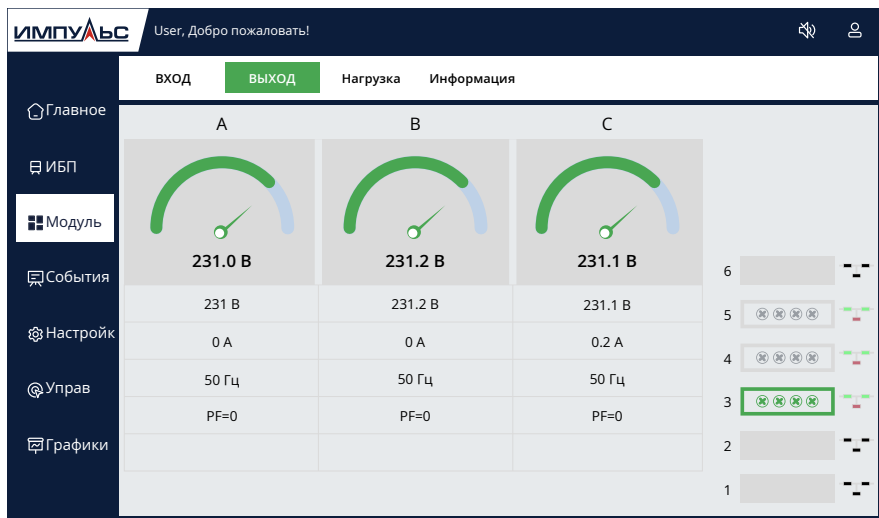 ИМПУЛЬС
User, Добро пожаловать!
ВХОД ВЫХОД Нагрузка Информация
Главное
ИБП
Модуль
События
Настройк
Управ
Графики
A B C
231.0 В 231.2 В 231.1 В
231 В 231.2 В 231.1 В
0 А 0 А 0.2 А
50 Гц 50 Гц 50 Гц
PF=0 PF=0 PF=0
6
5
4
3
2
1